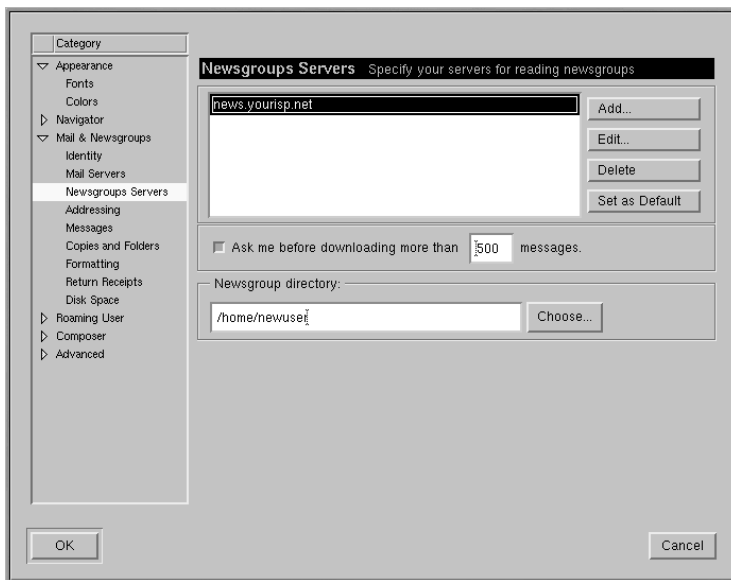 Category
Appearance
Fonts
Colors
Navigator
Mail & Newsgroups
Identity
Mail Servers
Newsgroups Servers
Addressing
Messages
Copies and Folders
Formatting
Return Receipts
Disk Space
Roaming User
Composer
Advanced
Newsgroups Servers Specify your servers for reading newsgroups
news.yourisp.net
Add...
Edit...
Delete
Set as Default
Ask me before downloading more than 500 messages.
Newsgroup directory:
/home/newuser
Choose...
OK
Cancel